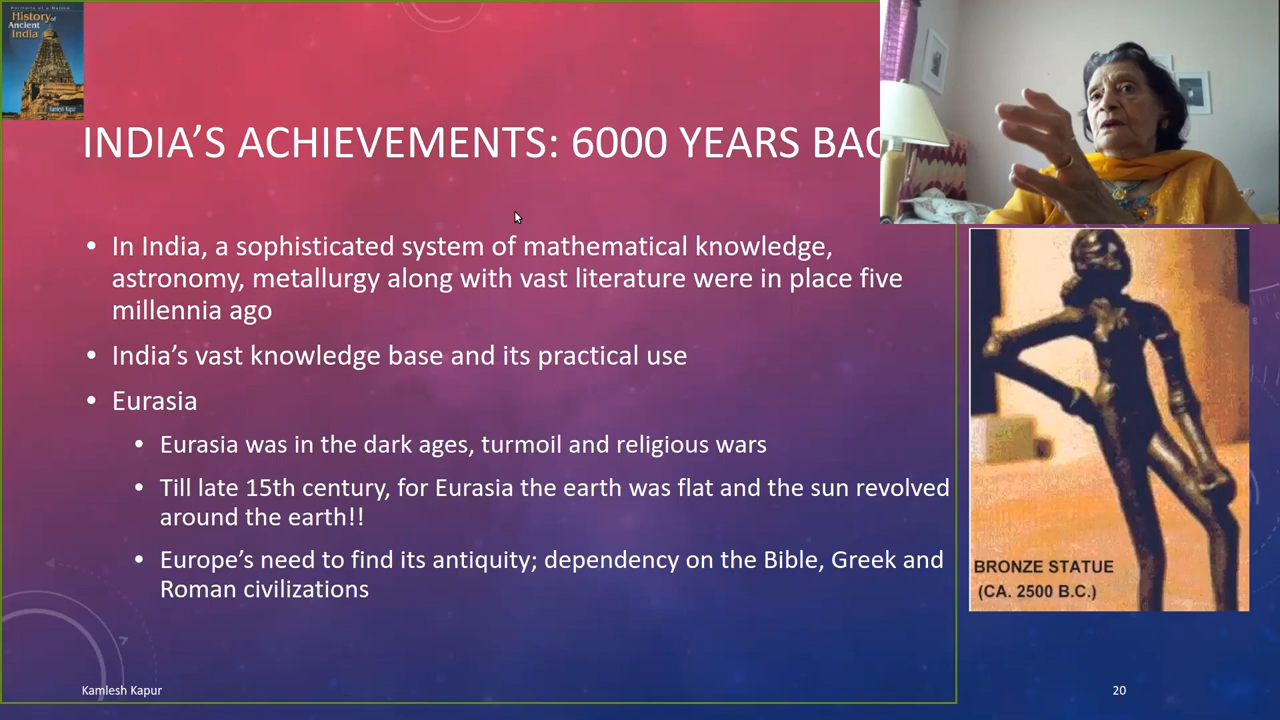 Portraits of a Nation
History of
Ancient
India
Kamlesh Kapur
INDIA’S ACHIEVEMENTS: 6000 YEARS BAC
• In India, a sophisticated system of mathematical knowledge,
astronomy, metallurgy along with vast literature were in place five
millennia ago
• India’s vast knowledge base and its practical use
• Eurasia
• Eurasia was in the dark ages, turmoil and religious wars
• Till late 15th century, for Eurasia the earth was flat and the sun revolved
around the earth!!
• Europe’s need to find its antiquity; dependency on the Bible, Greek and
Roman civilizations
BRONZE STATUE
(CA. 2500 B.C.)
Kamlesh Kapur
20